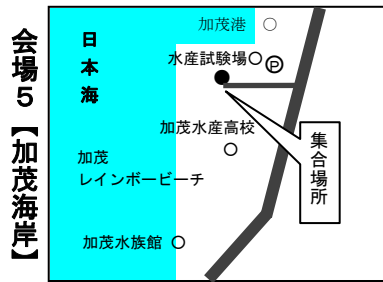 会場5【加茂海岸】
日本海
加茂港
水産試験場
P
加茂水産高校
集合場所
加茂
レインボービーチ
加茂水族館